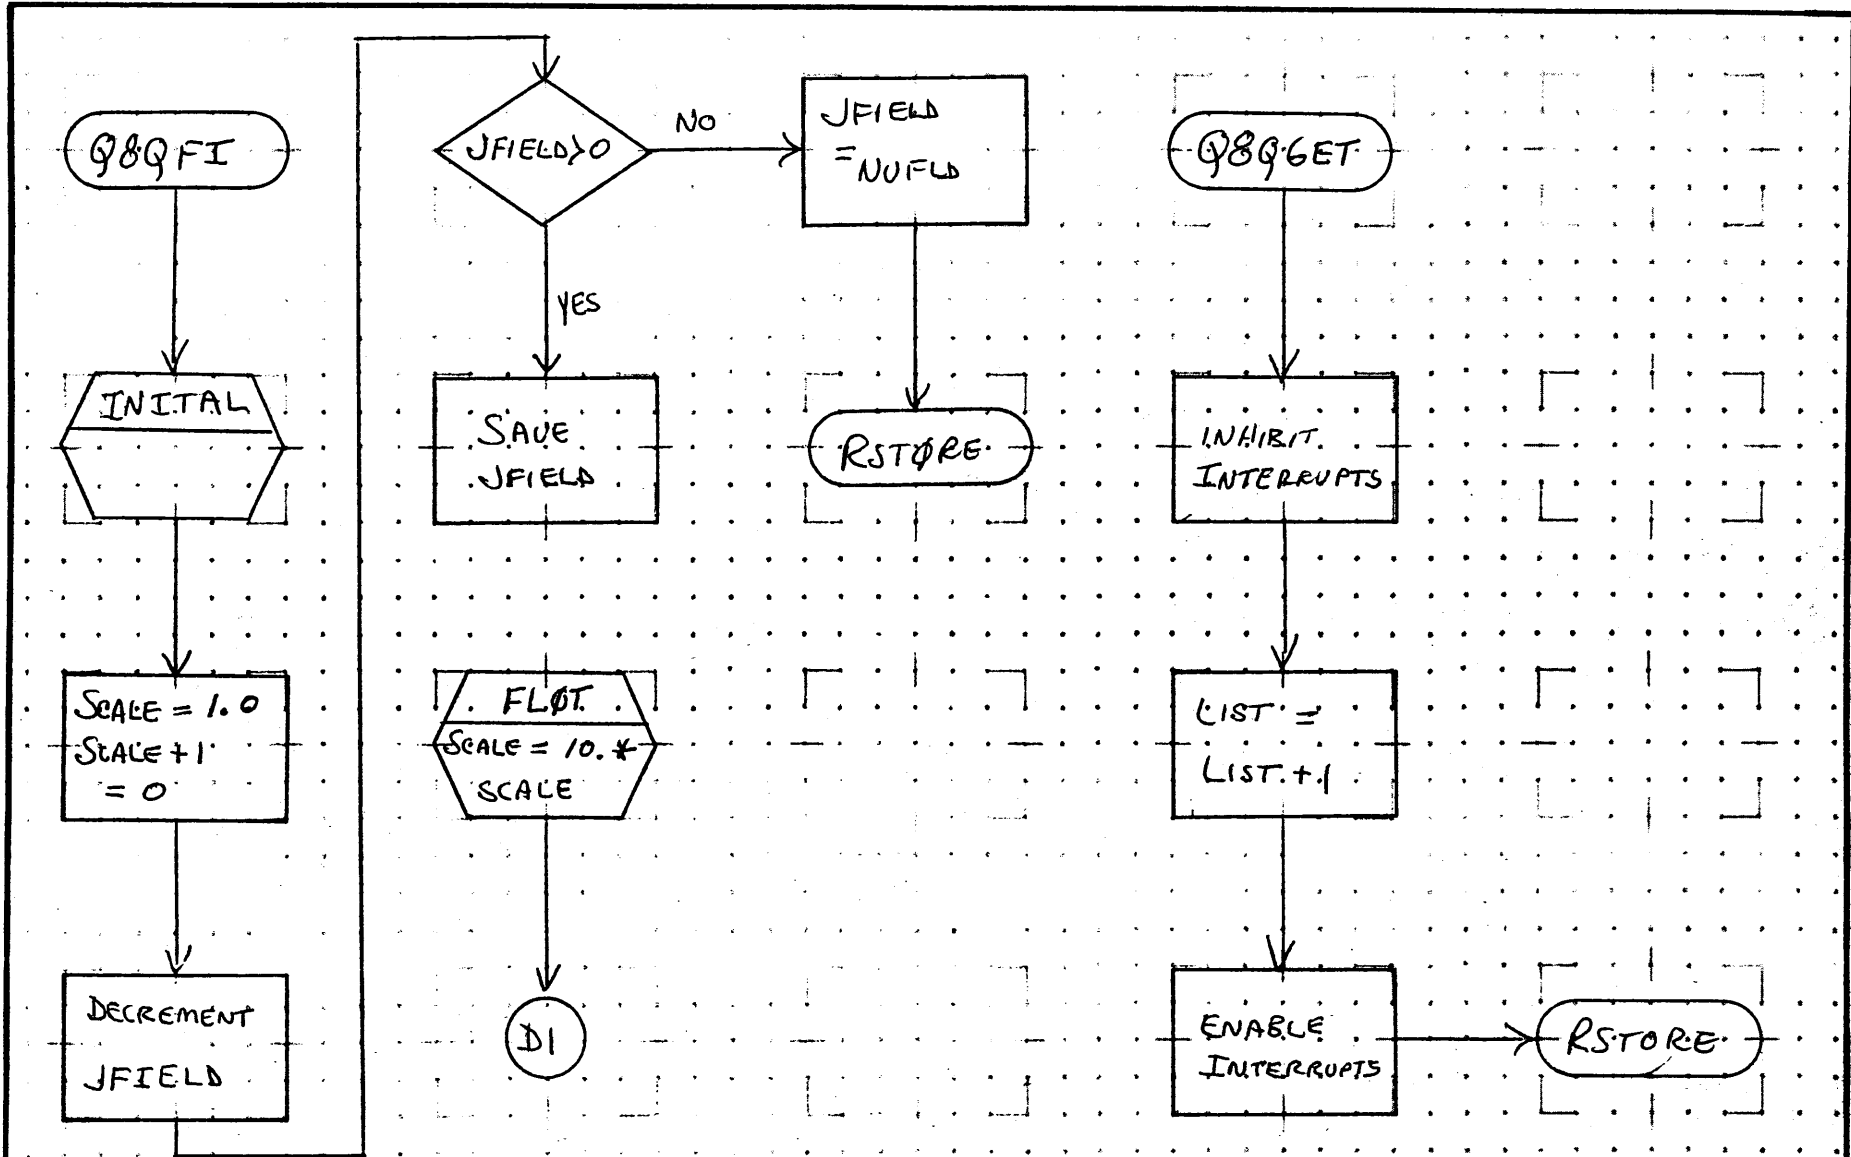 Q8QFI
INITAL
SCALE = 1.0
SCALE + 1
= 0
DECREMENT
JFIELD
JFIELD>0
NO
YES
JFIELD
= NUFLD
RSTØRE
SAVE
JFIELD
FLØT
SCALE = 10. *
SCALE
D1
Q8QGET
INHIBIT
INTERRUPTS
LIST =
LIST + 1
ENABLE
INTERRUPTS
RSTORE